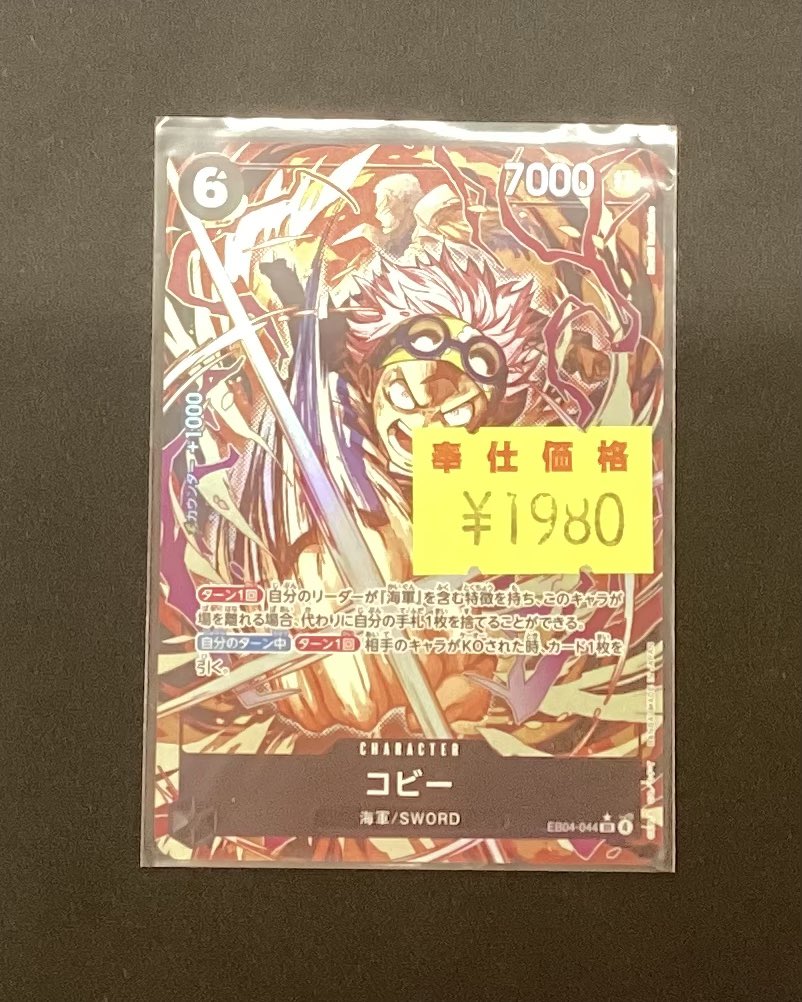 6
7000
カウンター+1000
奉仕価格
¥1980
ターン1回 自分のリーダーが「海軍」を含む特徴を持ち、このキャラが
場を離れる場合、代わりに自分の手札1枚を捨てることができる。
自分のターン中 ターン1回 相手のキャラがKOされた時、カード1枚を
引く。
CHARACTER
コビー
海軍/SWORD
EB04-044
4